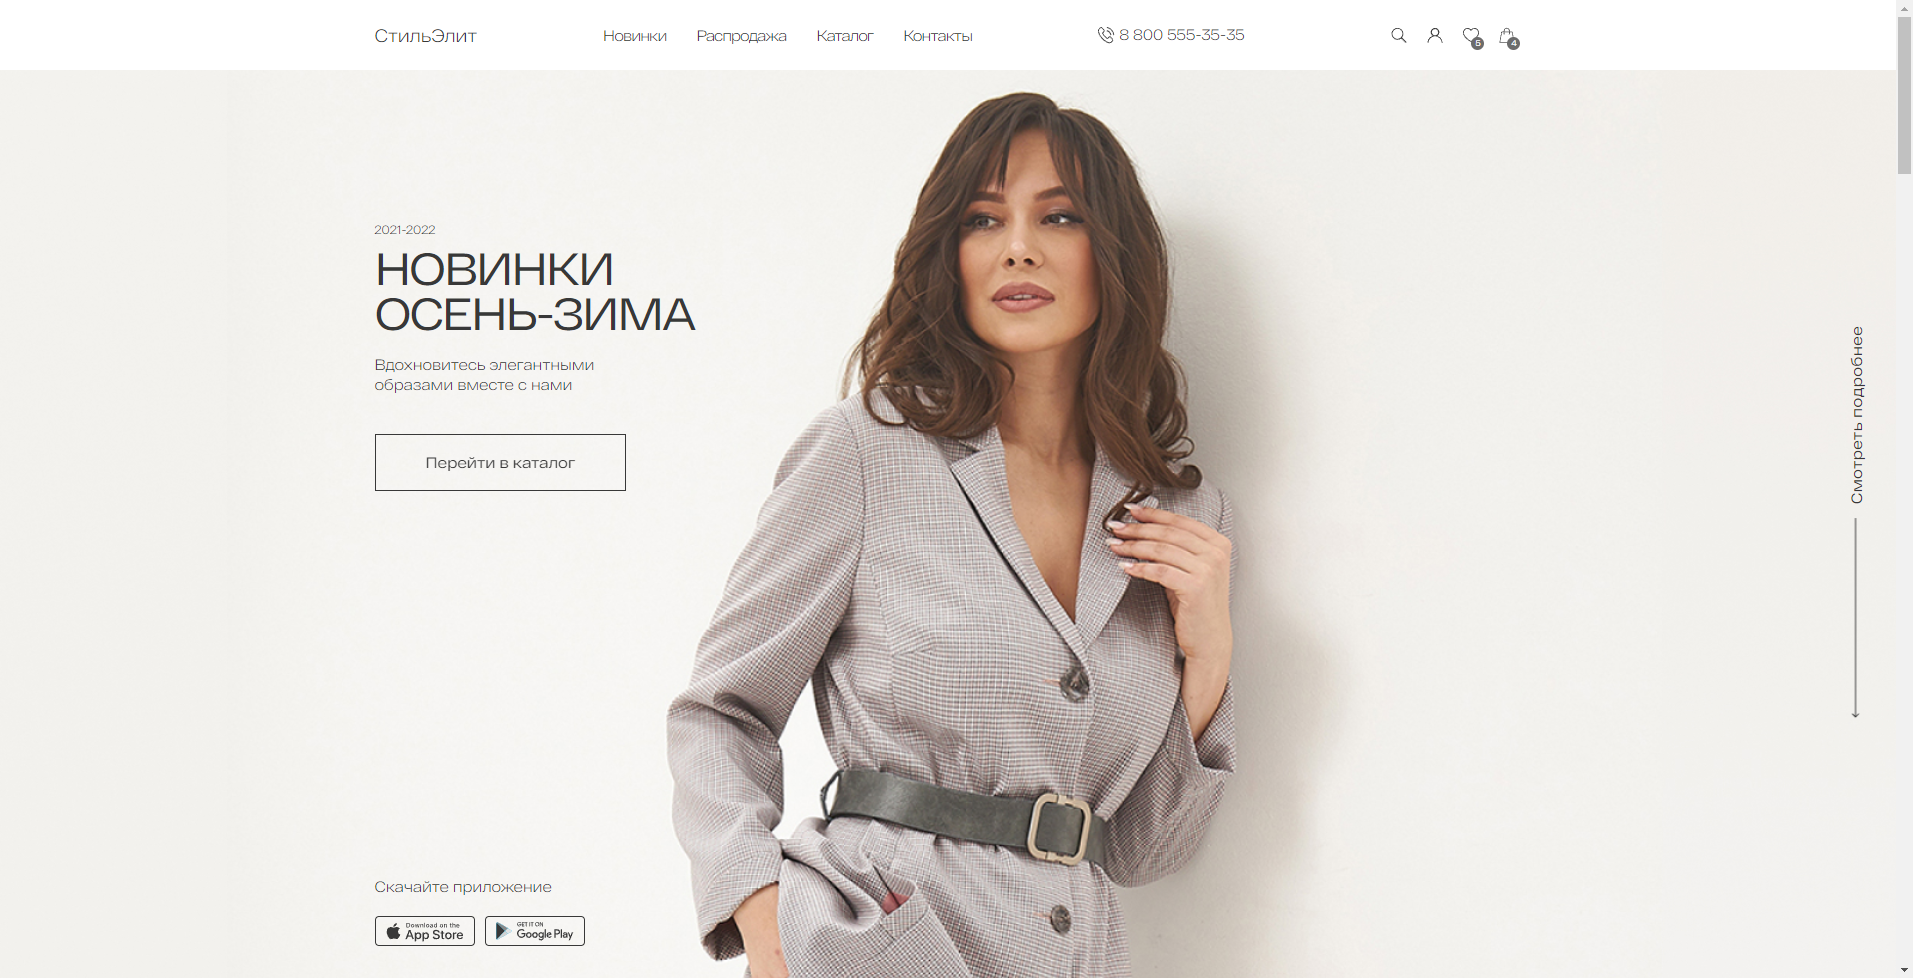 СтильЭлит
Новинки
Распродажа
Каталог
Контакты
8 800 555-35-35
5
4
2021-2022
НОВИНКИ
ОСЕНЬ-ЗИМА
Вдохновитесь элегантными
образами вместе с нами
Перейти в каталог
Смотреть подробнее
Скачайте приложение
Download on the
App Store
GET IT ON
Google Play